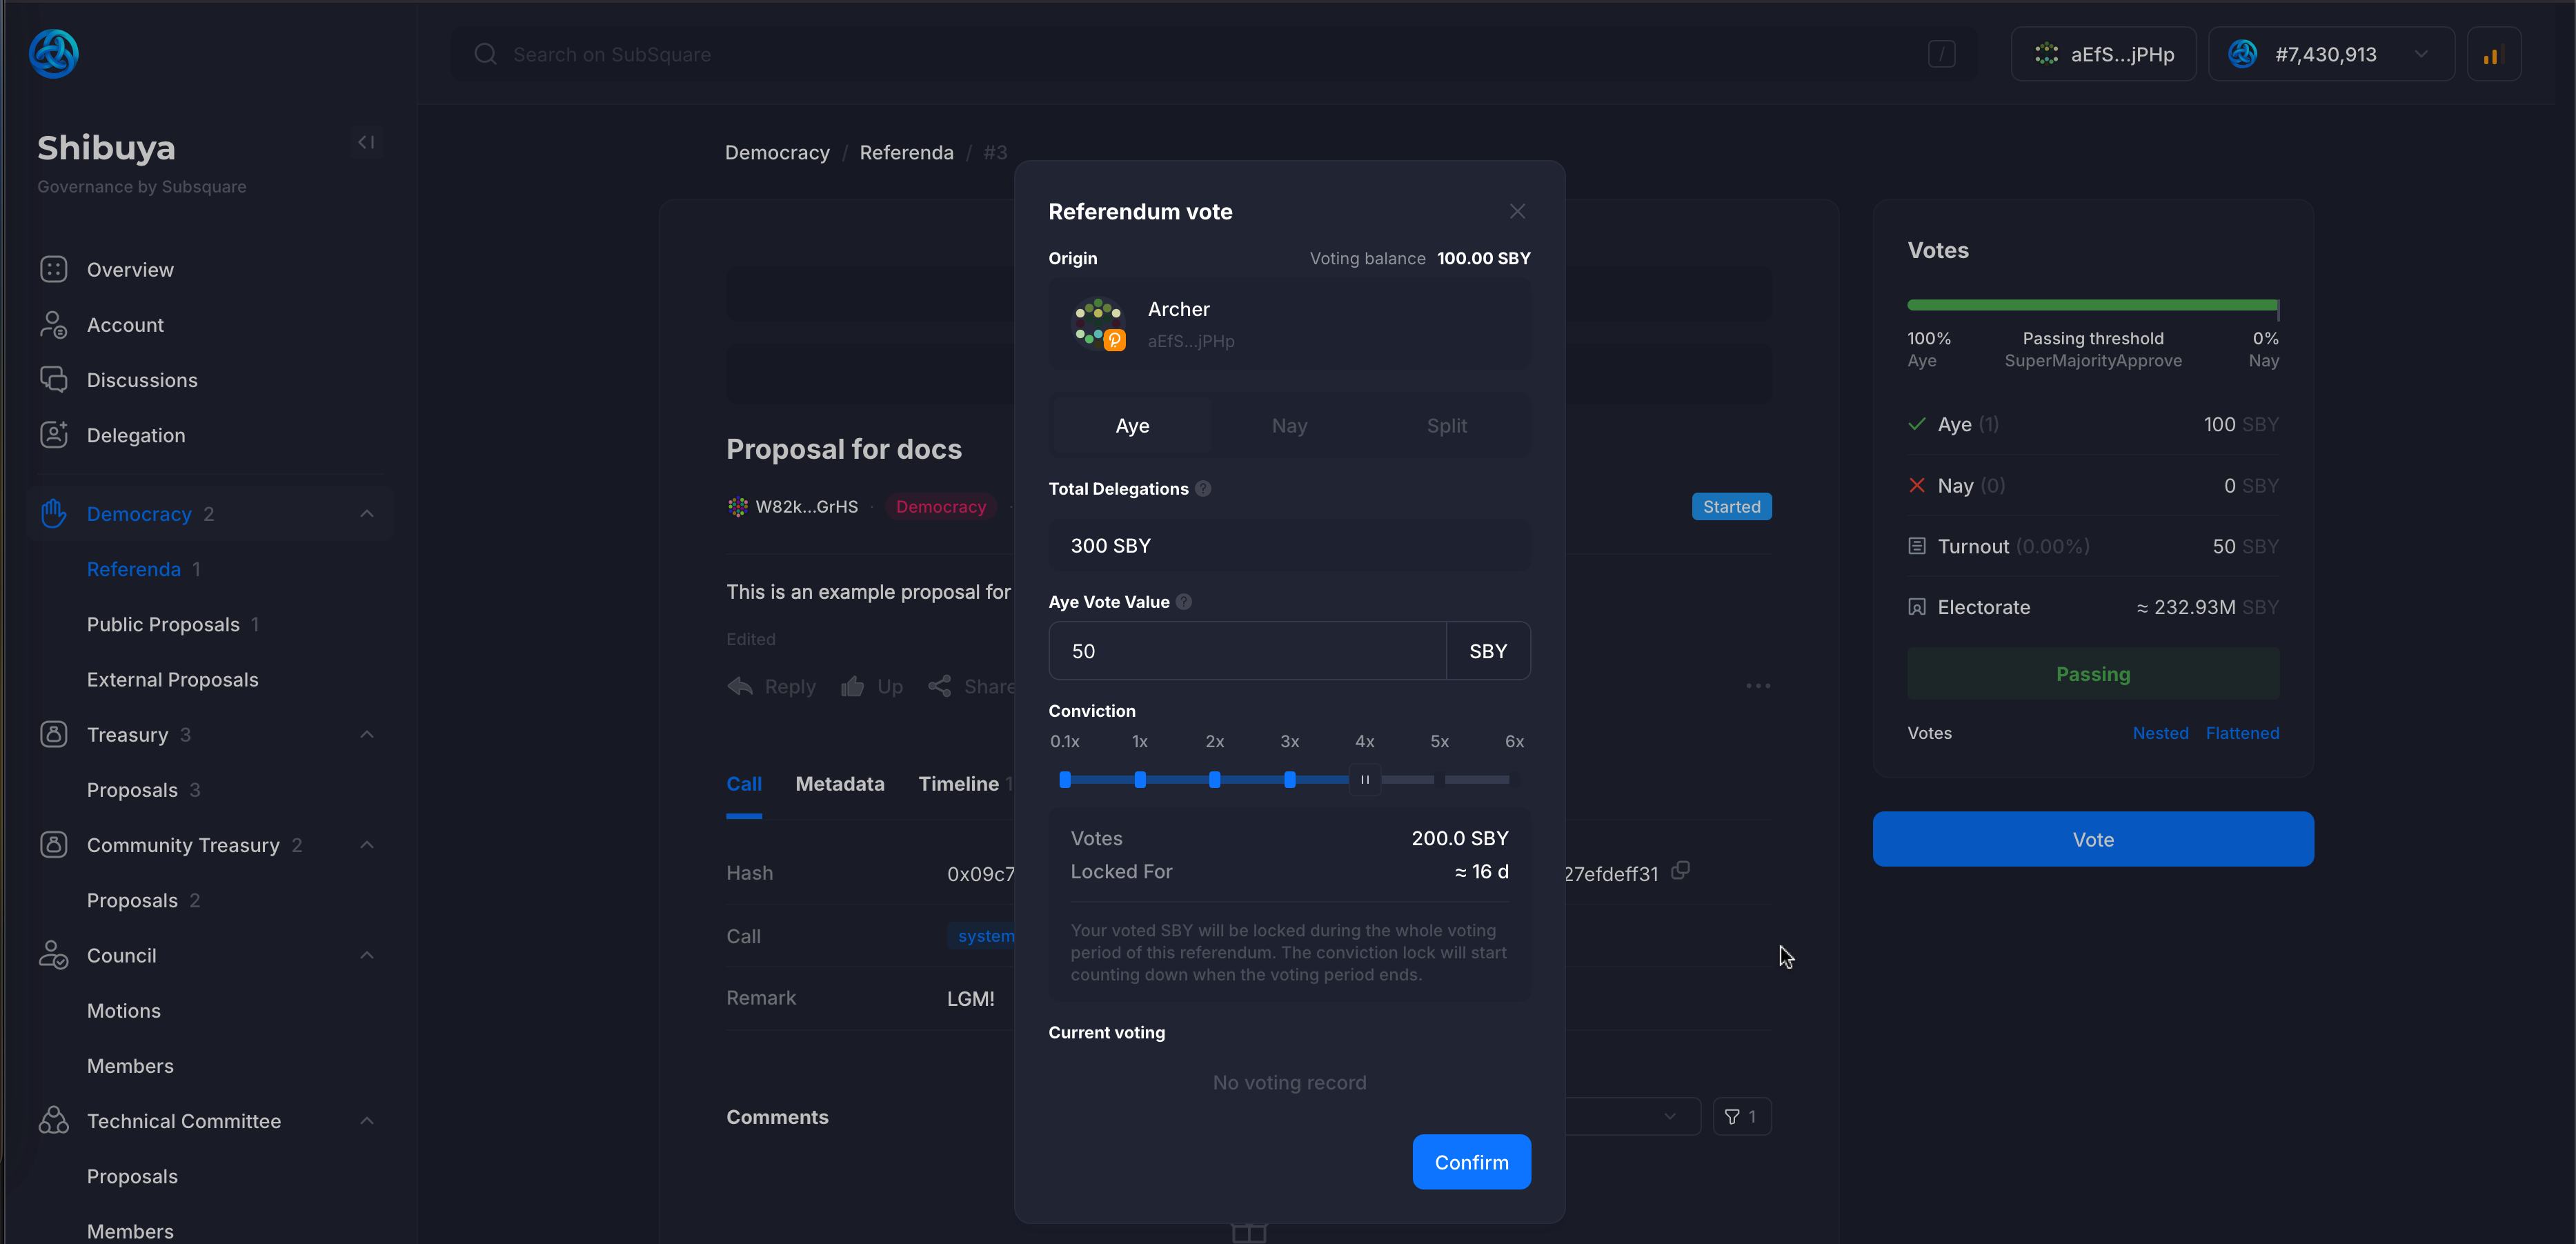 Search on SubSquare
/
aEfS...jPHp
#7,430,913
Shibuya
Governance by Subsquare
Overview
Account
Discussions
Delegation
Democracy 2
Referenda 1
Public Proposals 1
External Proposals
Treasury 3
Proposals 3
Community Treasury 2
Proposals 2
Council
Motions
Members
Technical Committee
Proposals
Members
Democracy / Referenda / #3
Proposal for docs
W82k...GrHS · Democracy ·
Started
This is an example proposal for
Edited
Reply Up Share
Call Metadata Timeline 1
Hash 0x09c7
27efdeff31
Call system
Remark LGM!
Comments
1
Referendum vote
Origin Voting balance 100.00 SBY
Archer
aEfS...jPHp
Aye Nay Split
Total Delegations ?
300 SBY
Aye Vote Value ?
50 SBY
Conviction
0.1x 1x 2x 3x 4x 5x 6x
Votes 200.0 SBY
Locked For ≈ 16 d
Your voted SBY will be locked during the whole voting
period of this referendum. The conviction lock will start
counting down when the voting period ends.
Current voting
No voting record
Confirm
Votes
100% Passing threshold 0%
Aye SuperMajorityApprove Nay
Aye (1) 100 SBY
Nay (0) 0 SBY
Turnout (0.00%) 50 SBY
Electorate ≈ 232.93M SBY
Passing
Votes Nested Flattened
Vote